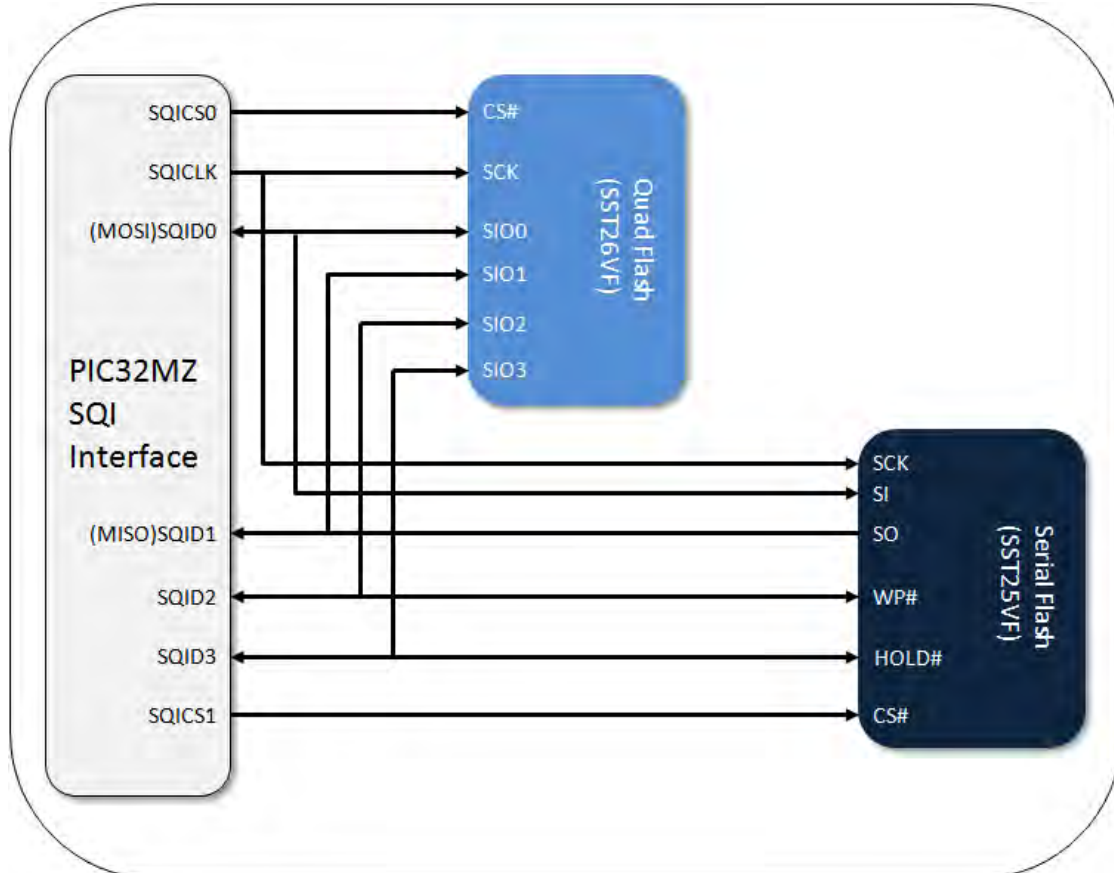 SQICS0
SQICLK
(MOSI)SQID0
PIC32MZ
SQI
Interface
(MISO)SQID1
SQID2
SQID3
SQICS1
CS#
SCK
SIO0
SIO1
SIO2
SIO3
Quad Flash
(SST26VF)
SCK
SI
SO
WP#
HOLD#
CS#
Serial Flash
(SST25VF)